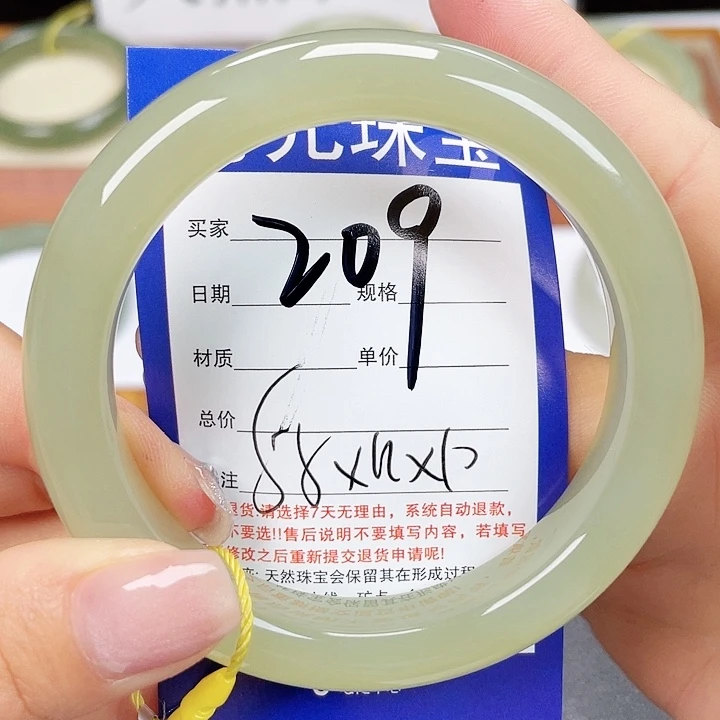 元珠宝
买家
209
日期 规格
材质 单价
总价
注
退货:请选择7天无理由，系统自动退款，
不要选!!售后说明不要填写内容，若填写
修改之后重新提交退货申请呢!
天然珠宝会保留其在形成过程